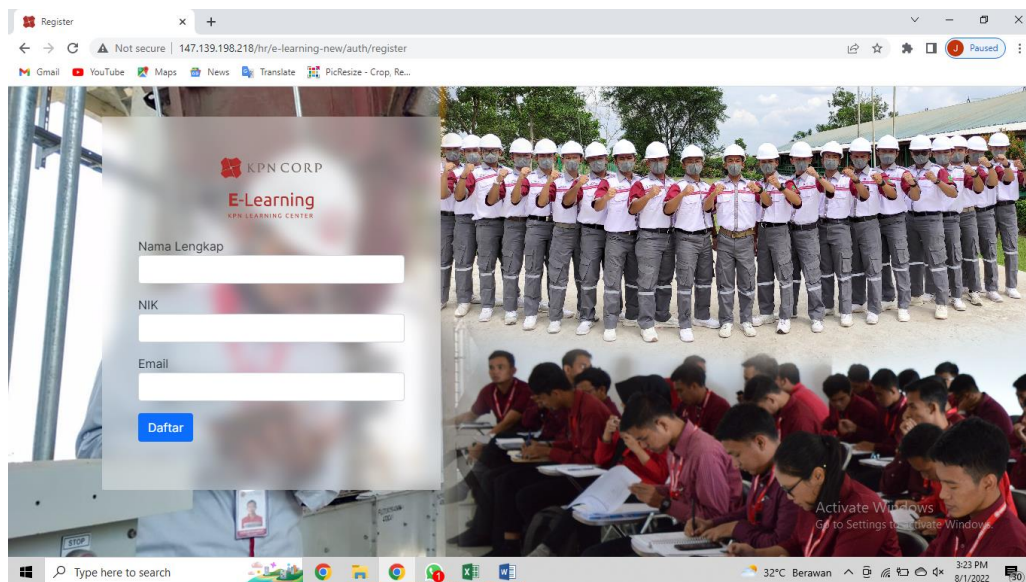 Register
Not secure | 147.139.198.218/hr/e-learning-new/auth/register
J Paused
Gmail YouTube Maps News Translate PicResize - Crop, Re...
KPN CORP
E-Learning
KPN LEARNING CENTER
Nama Lengkap
NIK
Email
Daftar
STOP
Activate Windows
Go to Settings to activate Windows.
Type here to search
32°C Berawan
3:23 PM
8/1/2022